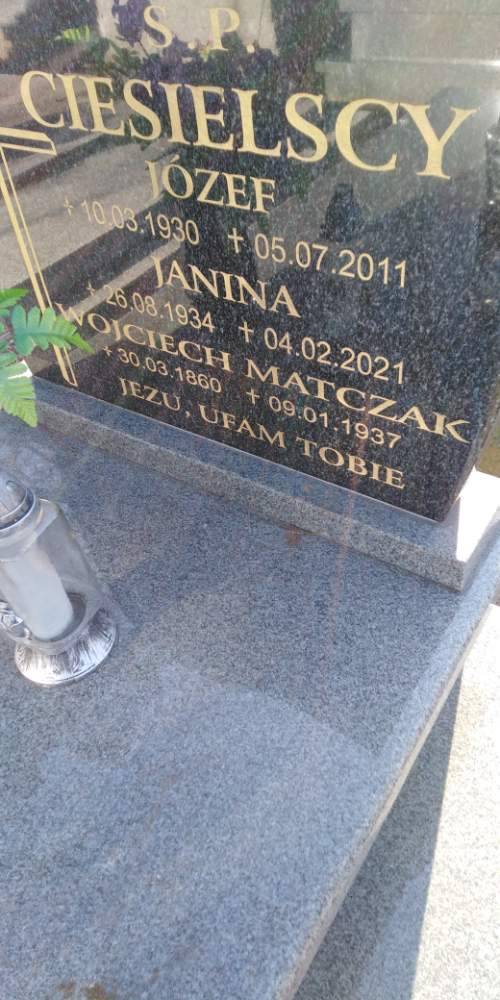 Ś.P.
CIESIELSCY
JÓZEF
10.03.1930 ✝ 05.07.2011
JANINA
26.08.1934 ✝ 04.02.2021
WOJCIECH MATCZAK
30.03.1860 ✝ 09.01.1937
JEZU, UFAM TOBIE